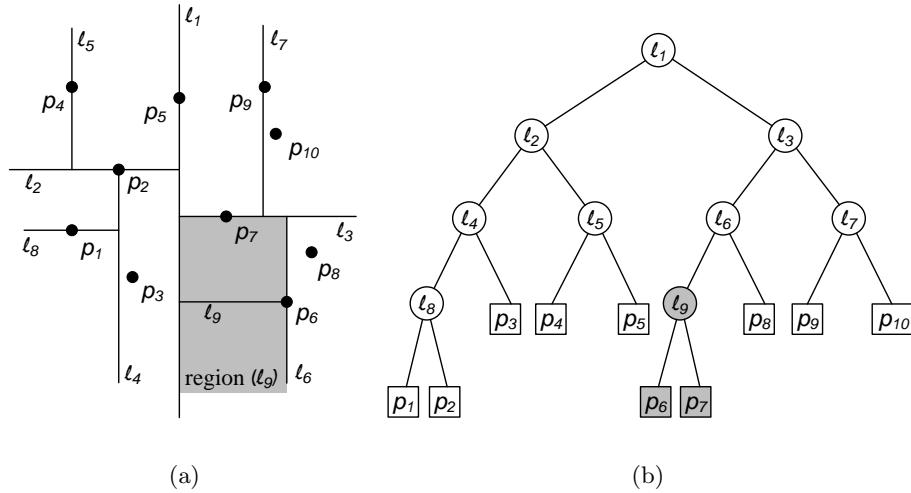 ℓ1
ℓ5
ℓ7
p4
p5
p9
p10
ℓ2
p2
ℓ8
p1
p7
ℓ3
p8
p3
ℓ9
p6
ℓ4
region (ℓ9)
ℓ6
(a)
ℓ1
ℓ2
ℓ3
ℓ4
ℓ5
ℓ6
ℓ7
ℓ8
p3
p4
p5
ℓ9
p8
p9
p10
p1
p2
p6
p7
(b)